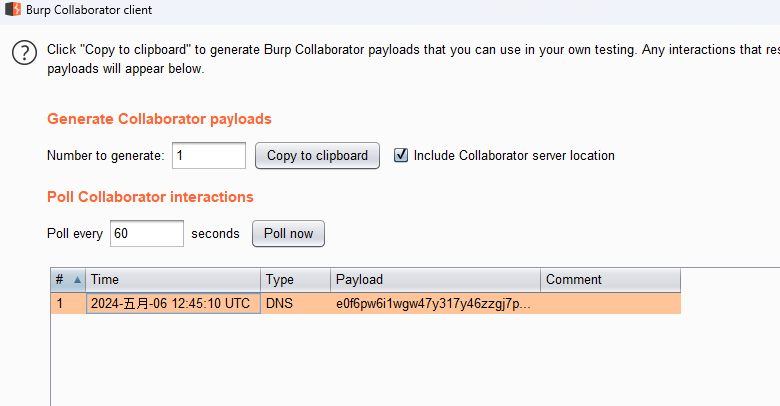 Burp Collaborator client
Click "Copy to clipboard" to generate Burp Collaborator payloads that you can use in your own testing. Any interactions that res
payloads will appear below.
Generate Collaborator payloads
Number to generate: 1 Copy to clipboard Include Collaborator server location
Poll Collaborator interactions
Poll every 60 seconds Poll now
# Time Type Payload Comment
1 2024-五月-06 12:45:10 UTC DNS e0f6pw6i1wgw47y317y46zzgj7p...